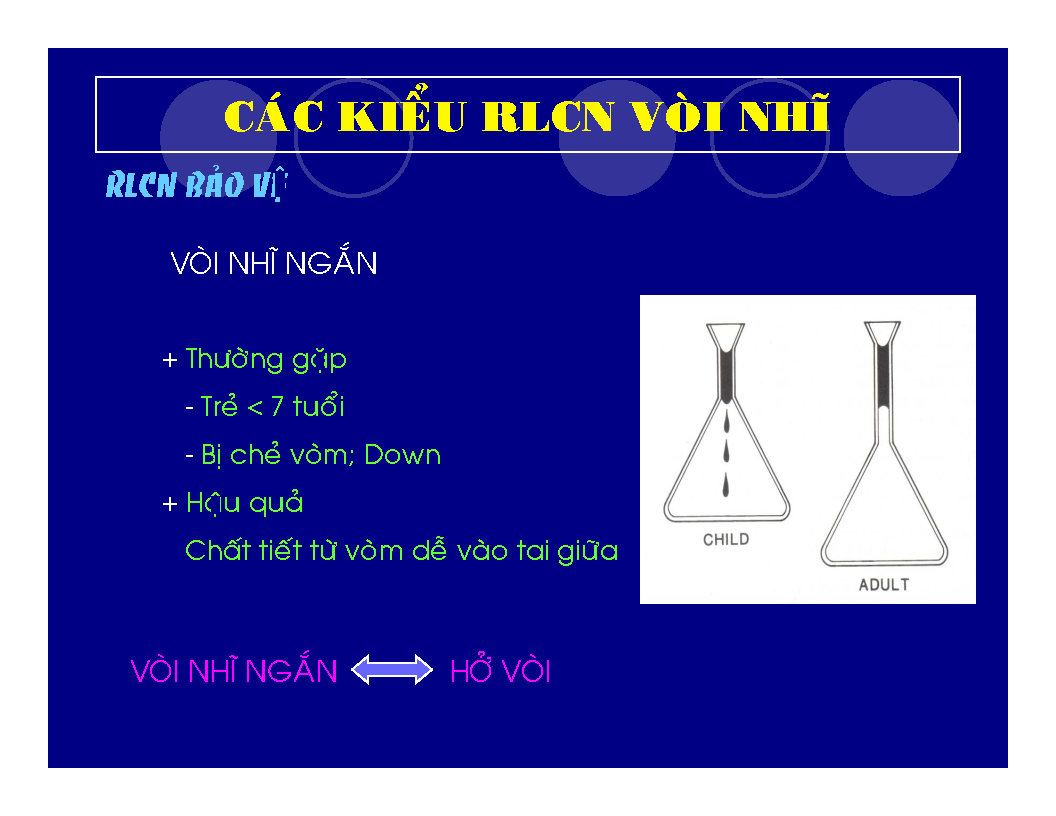 CÁC KIỂU RLCN VÒI NHĨ
RLCN BẢO VỆ
VÒI NHĨ NGẮN
+ Thường gặp
- Trẻ < 7 tuổi
- Bị chẻ vòm; Down
+ Hậu quả
Chất tiết từ vòm dễ vào tai giữa
CHILD
ADULT
VÒI NHĨ NGẮN HỞ VÒI